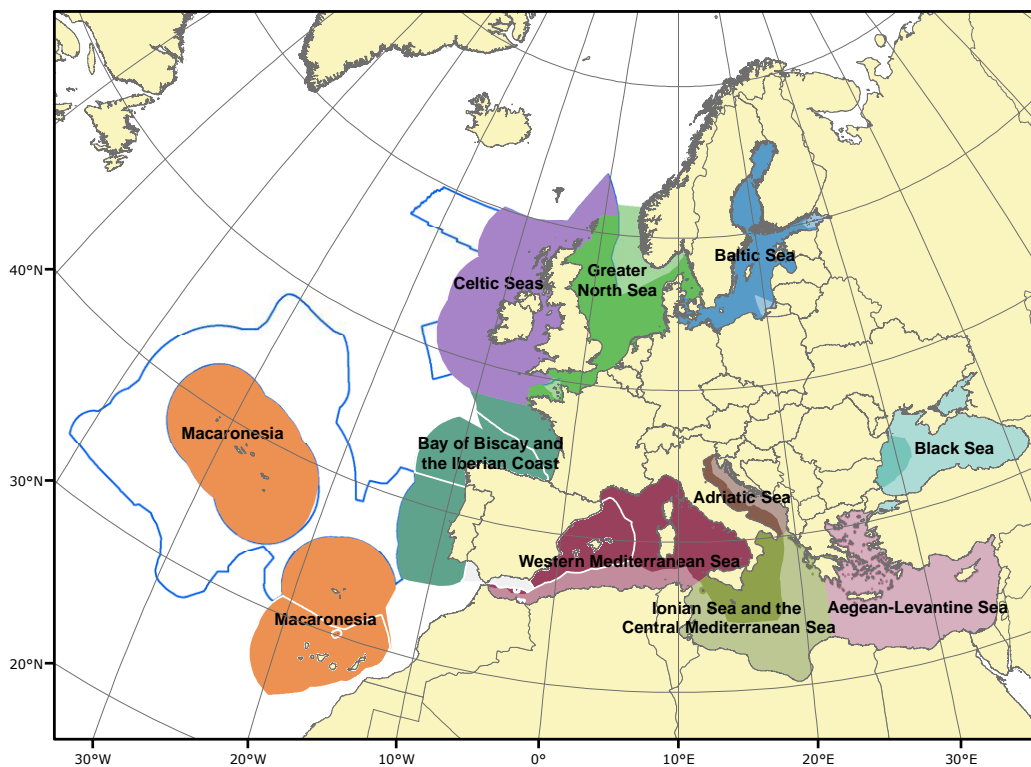 Baltic Sea
Greater
North Sea
Celtic Seas
40°N
Macaronesia
Bay of Biscay and
the Iberian Coast
Black Sea
30°N
Adriatic Sea
Western Mediterranean Sea
Ionian Sea and the
Central Mediterranean Sea
Aegean-Levantine Sea
Macaronesia
20°N
30°W
20°W
10°W
0°
10°E
20°E
30°E